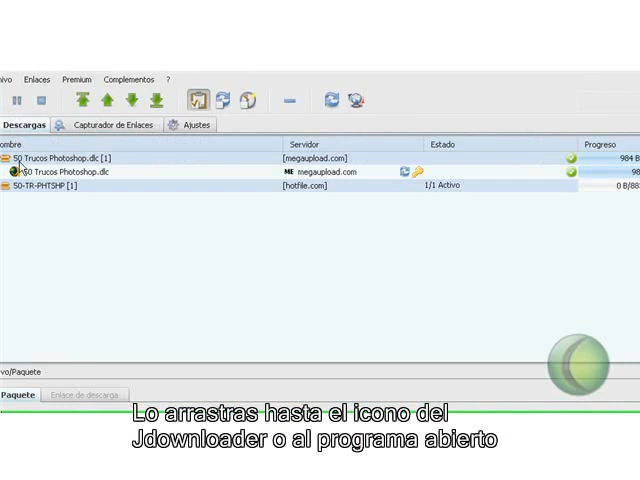 ivo Enlaces Premium Complementos ?
Descargas Capturador de Enlaces Ajustes
ombre Servidor Estado Progreso
50 Trucos Photoshop.dlc [1] [megaupload.com] 984 B
50 Trucos Photoshop.dlc ME megaupload.com 98
50-TR-PHTSHP [1] [hotfile.com] 1/1 Activo 0 B/88
vo/Paquete
Paquete Enlace de descarga
Lo arrastras hasta el icono del
Jdownloader o al programa abierto